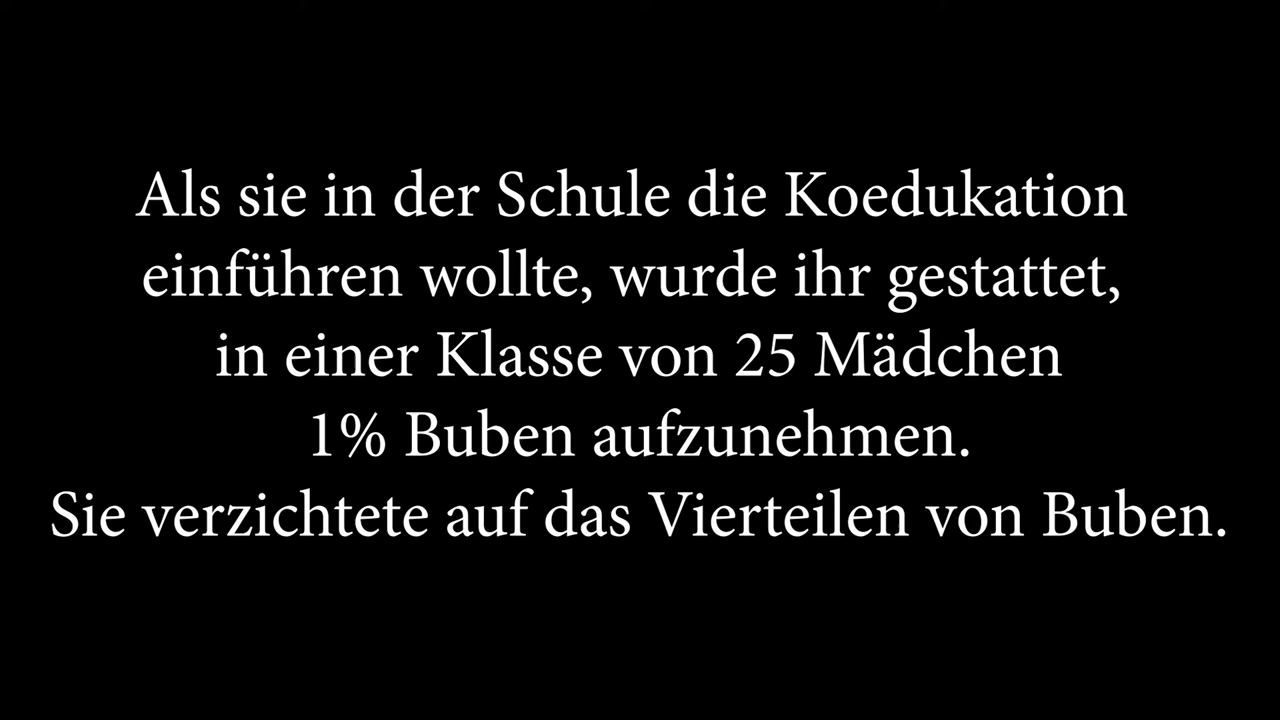 Als sie in der Schule die Koedukation
einführen wollte, wurde ihr gestattet,
in einer Klasse von 25 Mädchen
1% Buben aufzunehmen.
Sie verzichtete auf das Vierteilen von Buben.